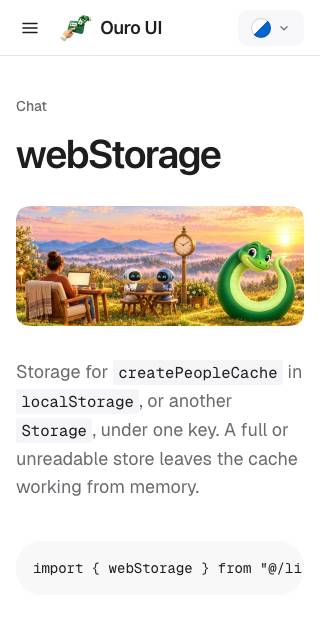 Ouro UI
Chat
webStorage
Storage for createPeopleCache in
localStorage, or another
Storage, under one key. A full or
unreadable store leaves the cache
working from memory.
import { webStorage } from "@/li